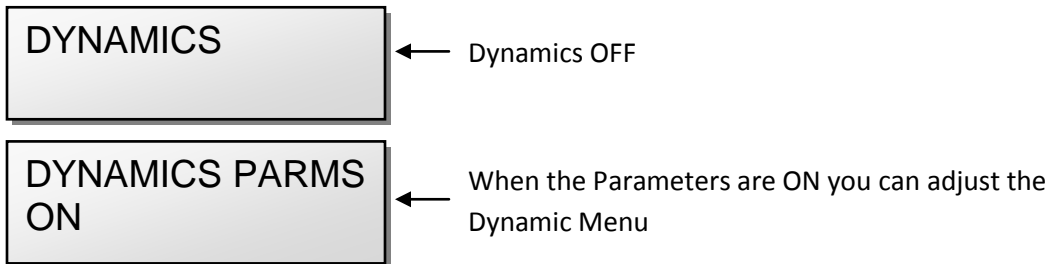 DYNAMICS
Dynamics OFF
DYNAMICS PARMS
ON
When the Parameters are ON you can adjust the
Dynamic Menu